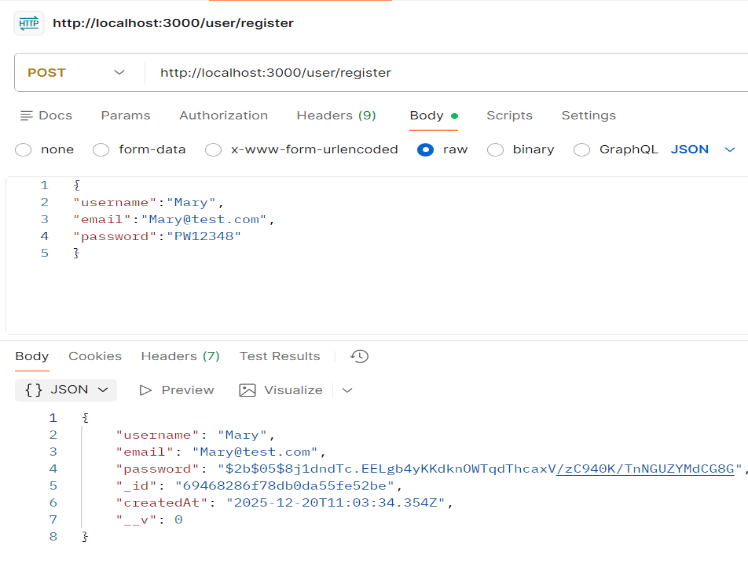 HTTP http://localhost:3000/user/register
POST http://localhost:3000/user/register
Docs Params Authorization Headers (9) Body Scripts Settings
none form-data x-www-form-urlencoded raw binary GraphQL JSON
1 {
2 "username":"Mary",
3 "email":"Mary@test.com",
4 "password":"PW12348"
5 }
Body Cookies Headers (7) Test Results
{} JSON Preview Visualize
1 {
2 "username": "Mary",
3 "email": "Mary@test.com",
4 "password": "$2b$05$8j1dndTc.EELgb4yKKdknOWTqdThcaxV/zC940K/TnNGUZYMdCG8G",
5 "_id": "69468286f78db0da55fe52be",
6 "createdAt": "2025-12-20T11:03:34.354Z",
7 "__v": 0
8 }